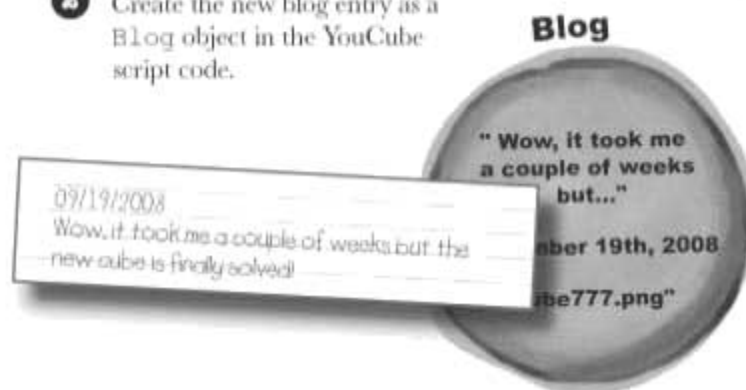 Create the new blog entry as a
Blog object in the YouCube
script code.
Blog
" Wow, it took me
a couple of weeks
but..."
ber 19th, 2008
be777.png"
09/19/2008
Wow, it took me a couple of weeks but the
new cube is finally solved!